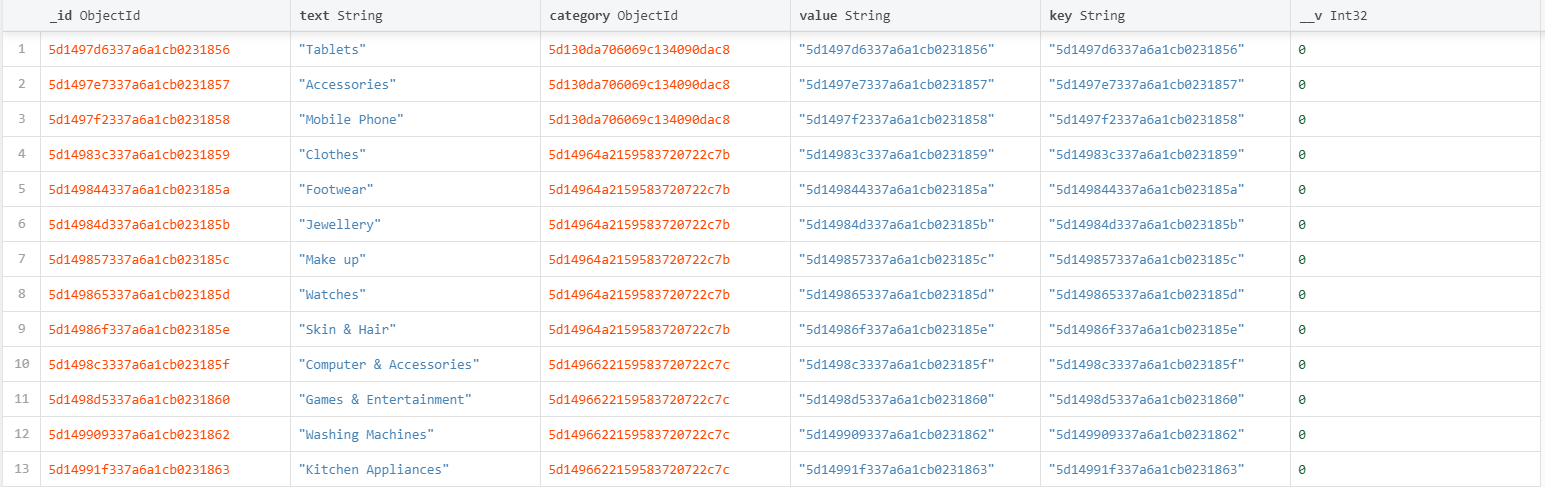 _id ObjectId text String category ObjectId value String key String __v Int32
1 5d1497d6337a6a1cb0231856 "Tablets" 5d130da706069c134090dac8 "5d1497d6337a6a1cb0231856" "5d1497d6337a6a1cb0231856" 0
2 5d1497e7337a6a1cb0231857 "Accessories" 5d130da706069c134090dac8 "5d1497e7337a6a1cb0231857" "5d1497e7337a6a1cb0231857" 0
3 5d1497f2337a6a1cb0231858 "Mobile Phone" 5d130da706069c134090dac8 "5d1497f2337a6a1cb0231858" "5d1497f2337a6a1cb0231858" 0
4 5d14983c337a6a1cb0231859 "Clothes" 5d14964a2159583720722c7b "5d14983c337a6a1cb0231859" "5d14983c337a6a1cb0231859" 0
5 5d149844337a6a1cb023185a "Footwear" 5d14964a2159583720722c7b "5d149844337a6a1cb023185a" "5d149844337a6a1cb023185a" 0
6 5d14984d337a6a1cb023185b "Jewellery" 5d14964a2159583720722c7b "5d14984d337a6a1cb023185b" "5d14984d337a6a1cb023185b" 0
7 5d149857337a6a1cb023185c "Make up" 5d14964a2159583720722c7b "5d149857337a6a1cb023185c" "5d149857337a6a1cb023185c" 0
8 5d149865337a6a1cb023185d "Watches" 5d14964a2159583720722c7b "5d149865337a6a1cb023185d" "5d149865337a6a1cb023185d" 0
9 5d14986f337a6a1cb023185e "Skin & Hair" 5d14964a2159583720722c7b "5d14986f337a6a1cb023185e" "5d14986f337a6a1cb023185e" 0
10 5d1498c3337a6a1cb023185f "Computer & Accessories" 5d1496622159583720722c7c "5d1498c3337a6a1cb023185f" "5d1498c3337a6a1cb023185f" 0
11 5d1498d5337a6a1cb0231860 "Games & Entertainment" 5d1496622159583720722c7c "5d1498d5337a6a1cb0231860" "5d1498d5337a6a1cb0231860" 0
12 5d149909337a6a1cb0231862 "Washing Machines" 5d1496622159583720722c7c "5d149909337a6a1cb0231862" "5d149909337a6a1cb0231862" 0
13 5d14991f337a6a1cb0231863 "Kitchen Appliances" 5d1496622159583720722c7c "5d14991f337a6a1cb0231863" "5d14991f337a6a1cb0231863" 0